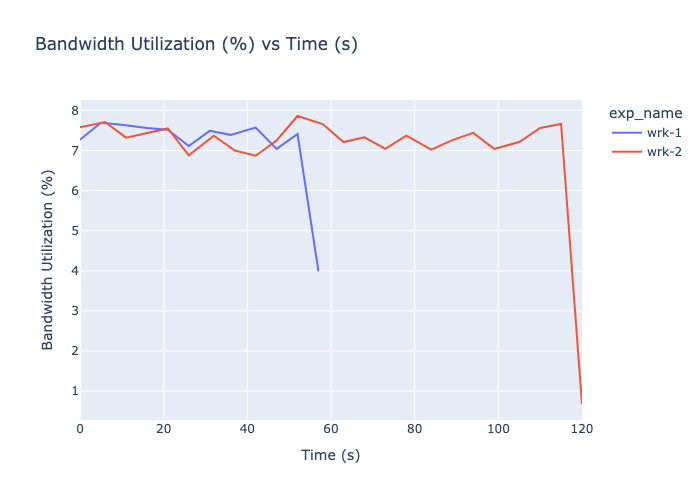 Bandwidth Utilization (%) vs Time (s)
exp_name
wrk-1
wrk-2
Bandwidth Utilization (%)
8
7
6
5
4
3
2
1
0 20 40 60 80 100 120
Time (s)